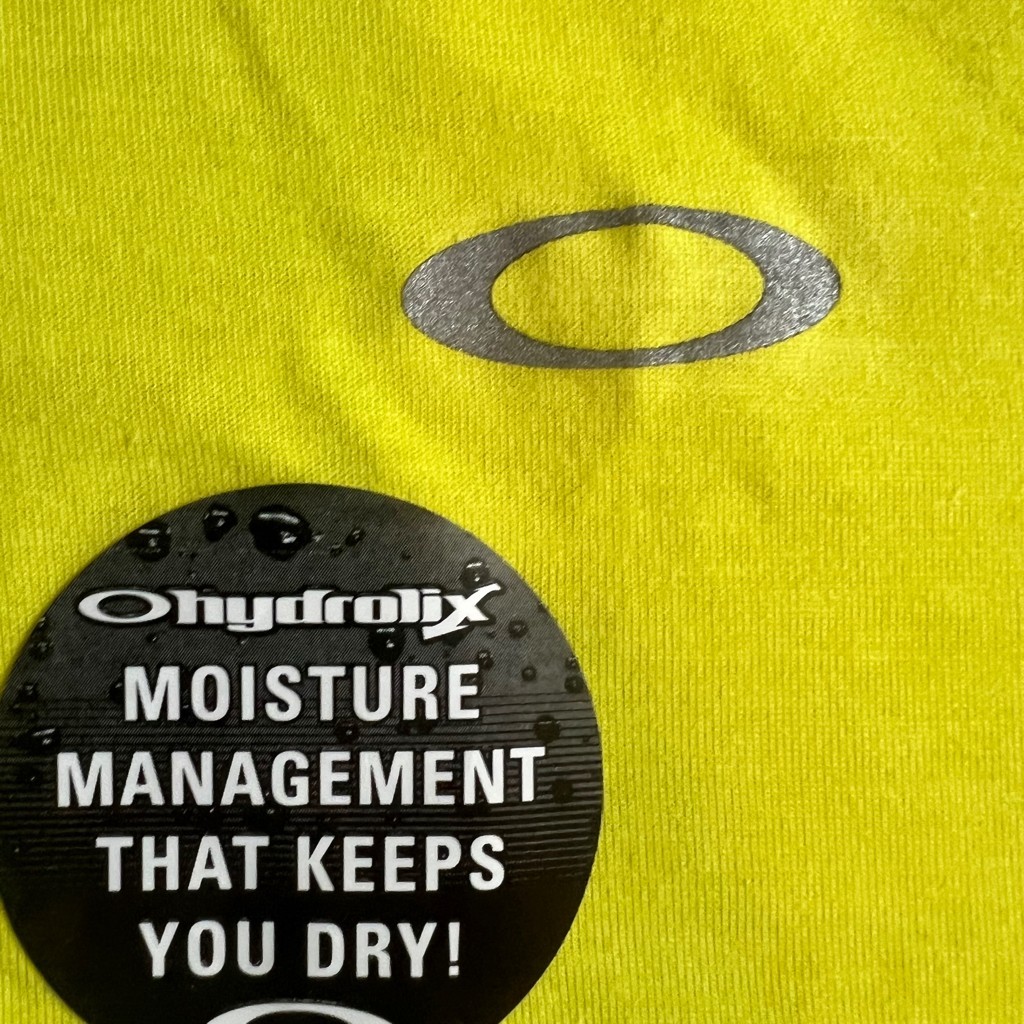 O hydrolix
MOISTURE
MANAGEMENT
THAT KEEPS
YOU DRY!